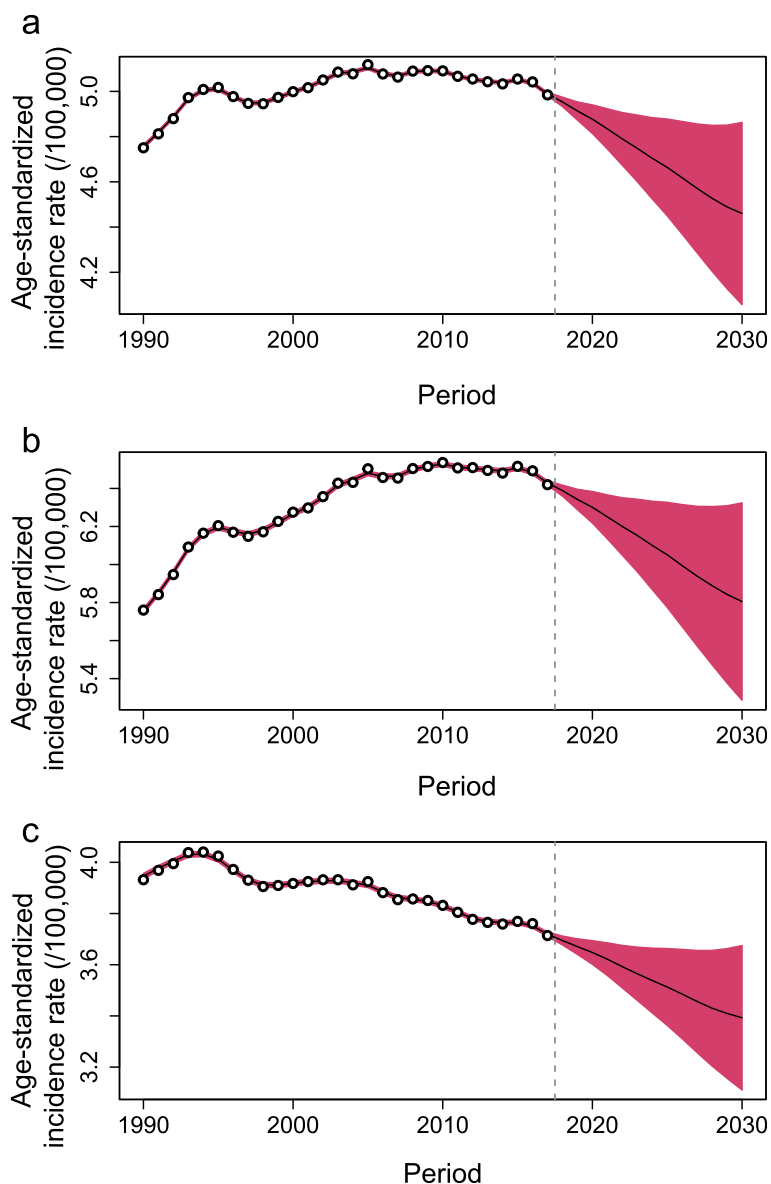 a
Age-standardized
incidence rate (/100,000)
5.0
4.6
4.2
1990 2000 2010 2020 2030
Period
b
Age-standardized
incidence rate (/100,000)
6.2
5.8
5.4
1990 2000 2010 2020 2030
Period
c
Age-standardized
incidence rate (/100,000)
4.0
3.6
3.2
1990 2000 2010 2020 2030
Period